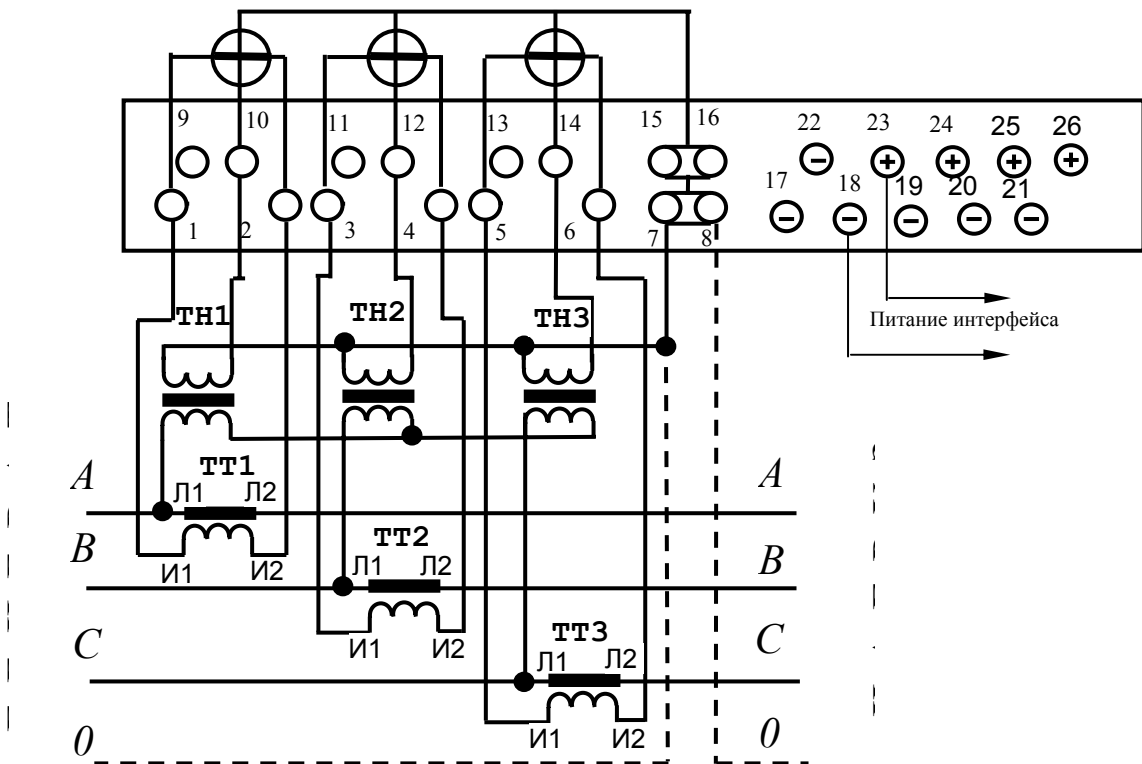 9 10 11 12 13 14 15 16 22 23 24 25 26
17 18 19 20 21
1 2 3 4 5 6 7 8
ТН1 ТН2 ТН3
Питание интерфейса
ТТ1
A Л1 Л2 A
ТТ2
B И1 И2 Л1 Л2 B
ТТ3
C И1 И2 Л1 Л2 C
0 И1 И2 0